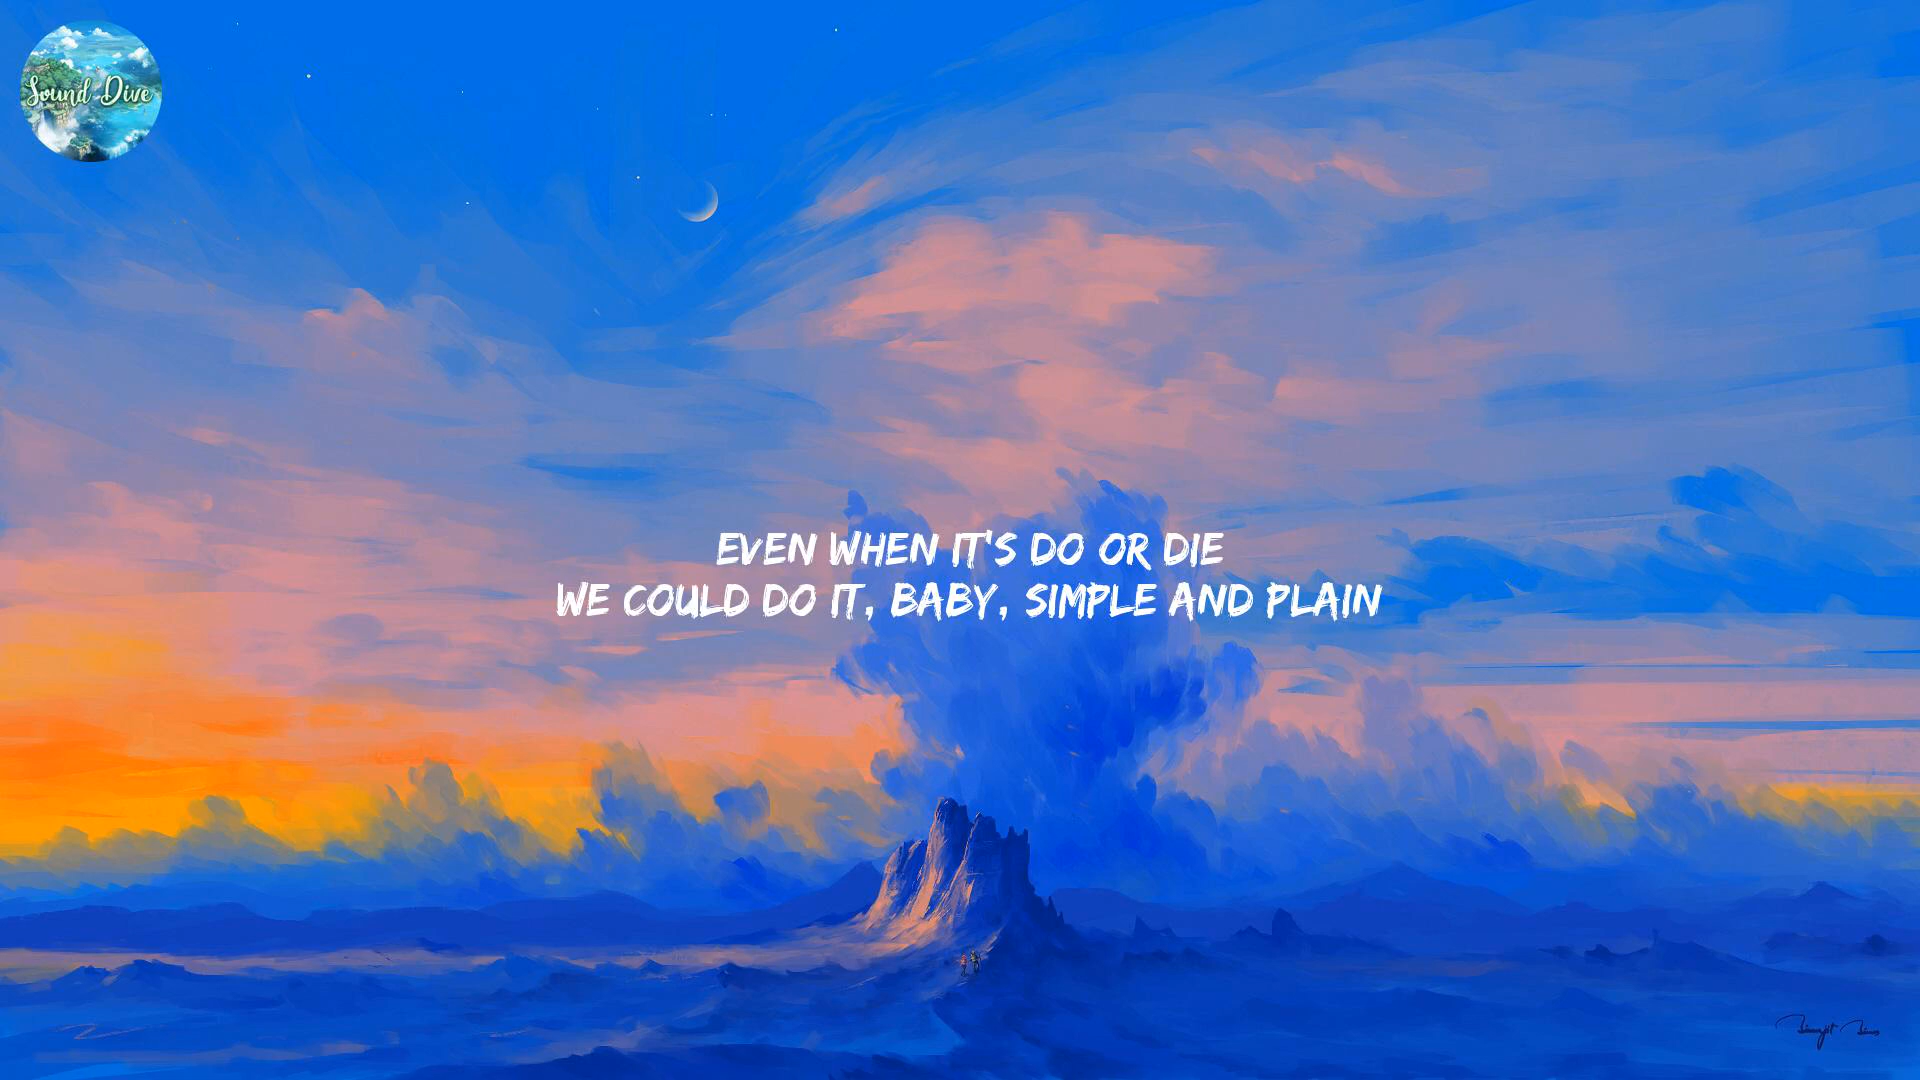 Sound Dive
EVEN WHEN IT'S DO OR DIE
WE COULD DO IT, BABY, SIMPLE AND PLAIN